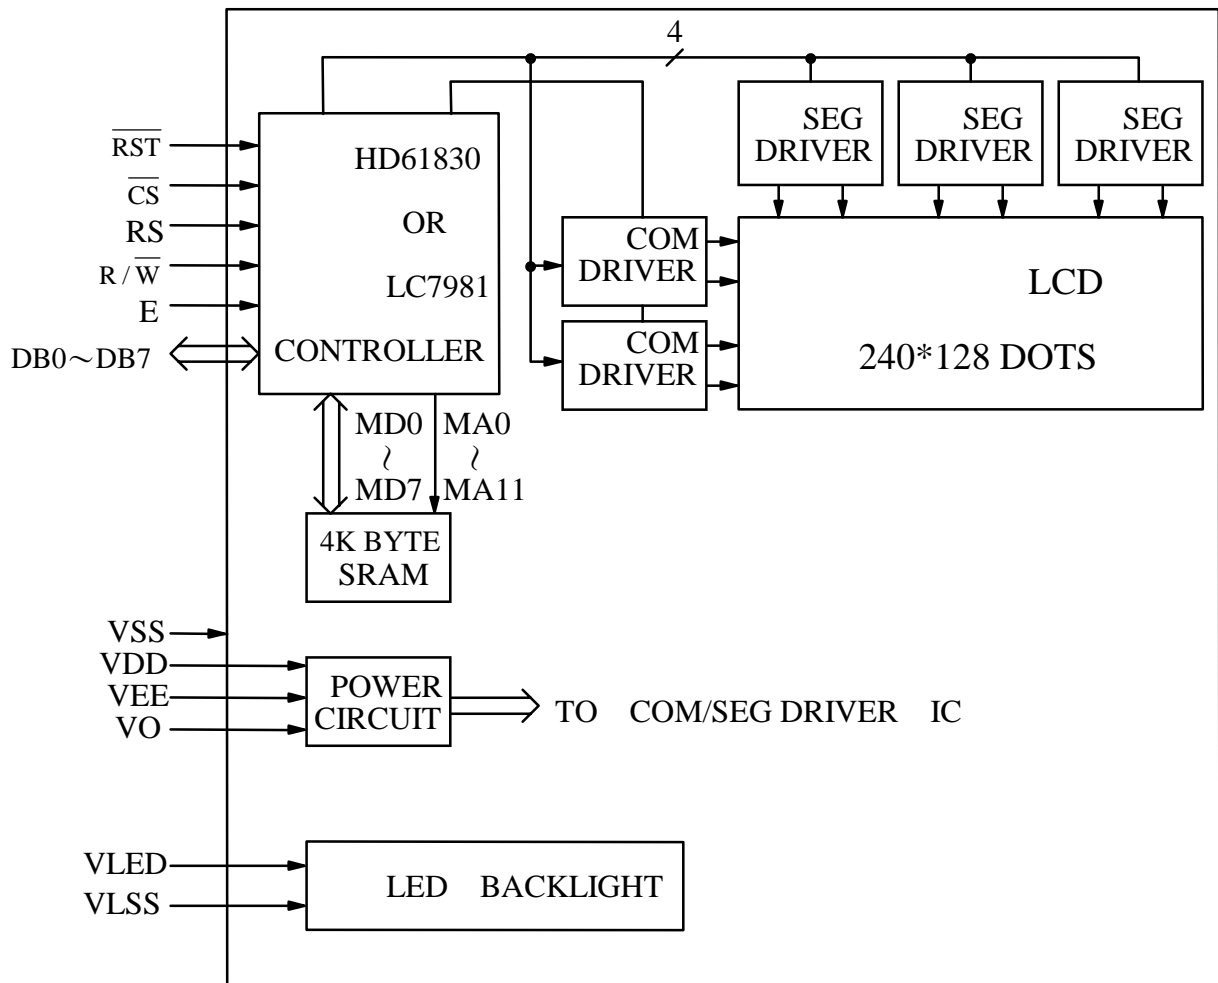 4
SEG DRIVER
SEG DRIVER
SEG DRIVER
R̅S̅T̅
C̅S̅
RS
R / W̅
E
DB0～DB7
HD61830
OR
LC7981
CONTROLLER
COM DRIVER
COM DRIVER
LCD
240*128 DOTS
MD0
～
MD7
MA0
～
MA11
4K BYTE
SRAM
VSS
VDD
VEE
VO
POWER
CIRCUIT
TO COM/SEG DRIVER IC
VLED
VLSS
LED BACKLIGHT